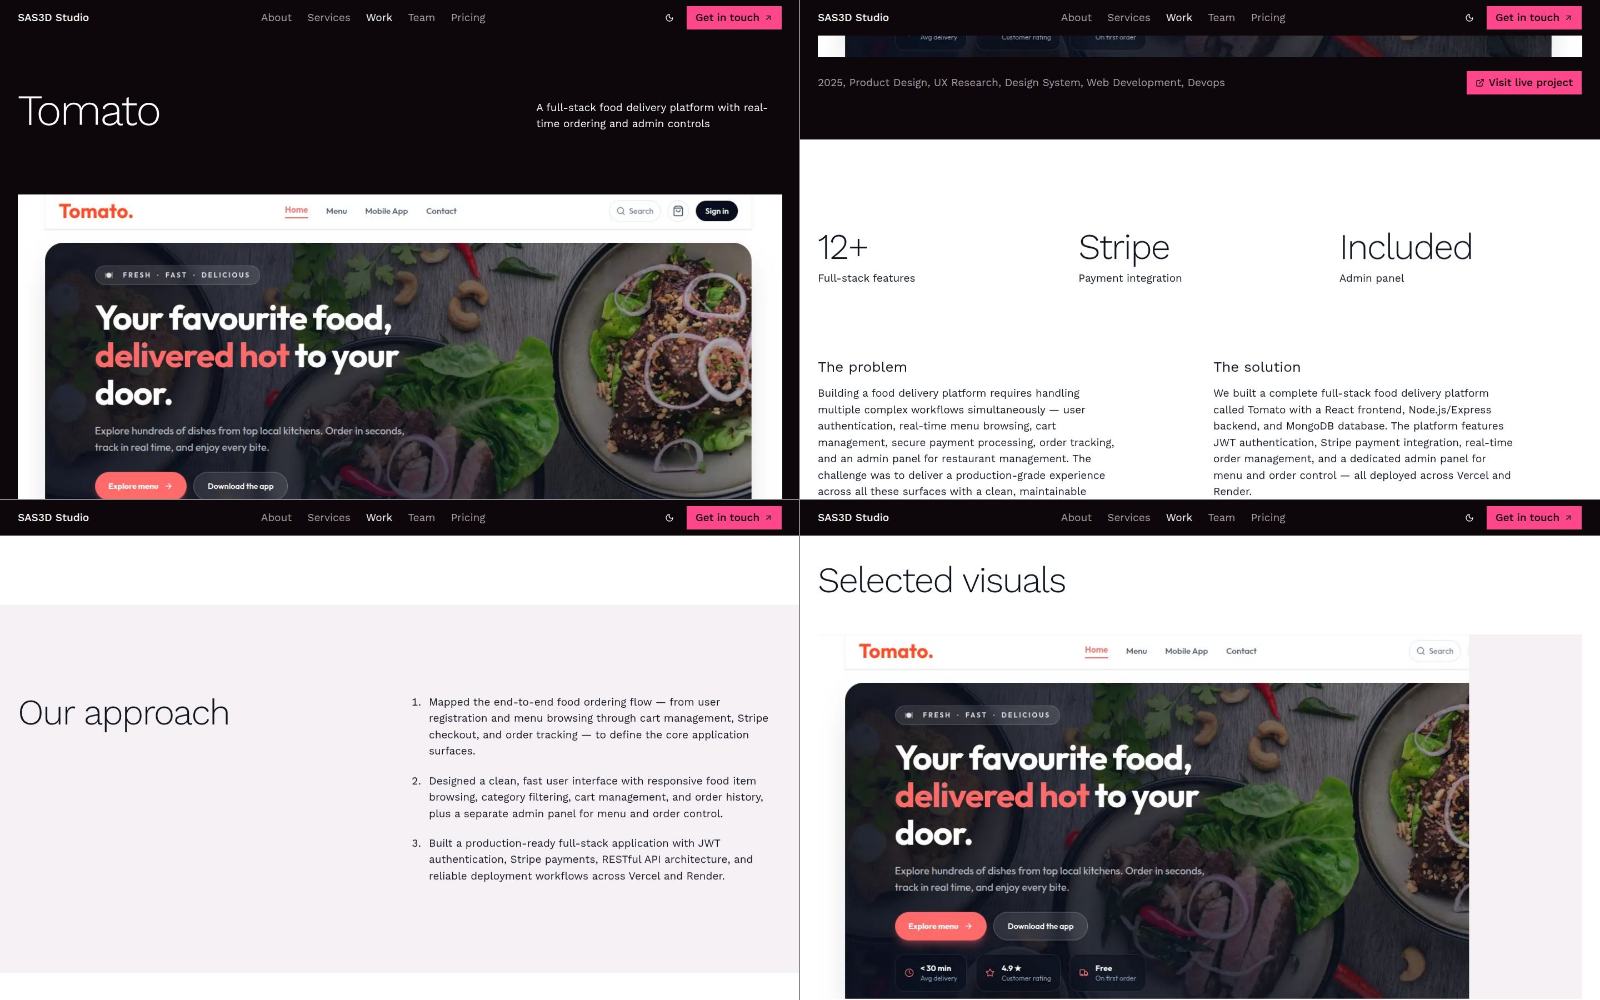 SAS3D Studio
About
Services
Work
Team
Pricing
Get in touch
Tomato
A full-stack food delivery platform with real-
time ordering and admin controls
Tomato.
Home
Menu
Mobile App
Contact
Search
Sign in
FRESH · FAST · DELICIOUS
Your favourite food,
delivered hot to your
door.
Explore hundreds of dishes from top local kitchens. Order in seconds,
track in real time, and enjoy every bite.
Explore menu
Download the app
SAS3D Studio
About
Services
Work
Team
Pricing
Get in touch
Avg delivery
Customer rating
On first order
2025, Product Design, UX Research, Design System, Web Development, Devops
Visit live project
12+
Full-stack features
Stripe
Payment integration
Included
Admin panel
The problem
Building a food delivery platform requires handling
multiple complex workflows simultaneously — user
authentication, real-time menu browsing, cart
management, secure payment processing, order tracking,
and an admin panel for restaurant management. The
challenge was to deliver a production-grade experience
across all these surfaces with a clean, maintainable
The solution
We built a complete full-stack food delivery platform
called Tomato with a React frontend, Node.js/Express
backend, and MongoDB database. The platform features
JWT authentication, Stripe payment integration, real-time
order management, and a dedicated admin panel for
menu and order control — all deployed across Vercel and
Render.
SAS3D Studio
About
Services
Work
Team
Pricing
Get in touch
Our approach
1. Mapped the end-to-end food ordering flow — from user
registration and menu browsing through cart management, Stripe
checkout, and order tracking — to define the core application
surfaces.
2. Designed a clean, fast user interface with responsive food item
browsing, category filtering, cart management, and order history,
plus a separate admin panel for menu and order control.
3. Built a production-ready full-stack application with JWT
authentication, Stripe payments, RESTful API architecture, and
reliable deployment workflows across Vercel and Render.
SAS3D Studio
About
Services
Work
Team
Pricing
Get in touch
Selected visuals
Tomato.
Home
Menu
Mobile App
Contact
Search
FRESH · FAST · DELICIOUS
Your favourite food,
delivered hot to your
door.
Explore hundreds of dishes from top local kitchens. Order in seconds,
track in real time, and enjoy every bite.
Explore menu
Download the app
< 30 min
Avg delivery
4.9 ★
Customer rating
Free
On first order